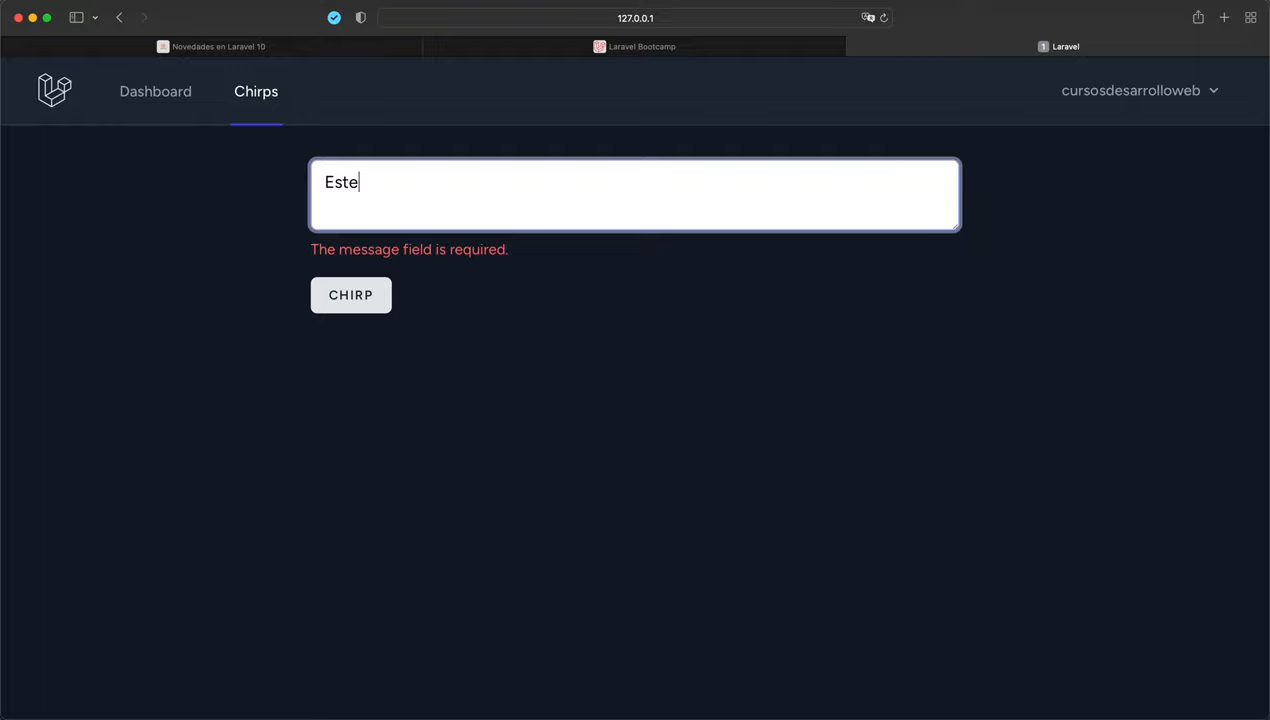 127.0.0.1
Novedades en Laravel 10
Laravel Bootcamp
1 Laravel
Dashboard
Chirps
cursosdesarrolloweb
Este
The message field is required.
CHIRP